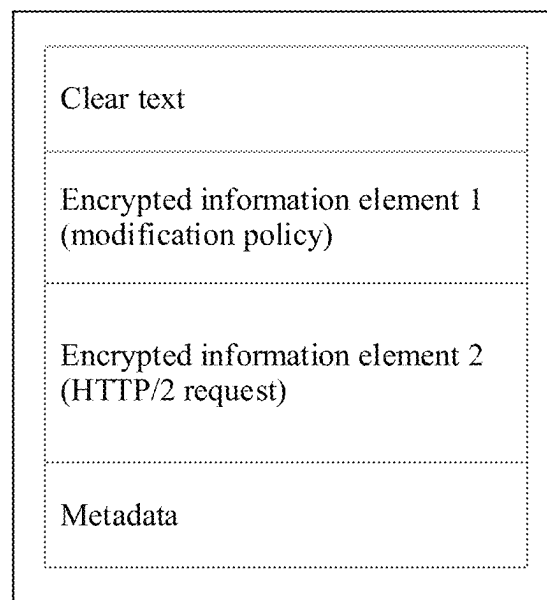 Clear text
Encrypted information element 1
(modification policy)
Encrypted information element 2
(HTTP/2 request)
Metadata